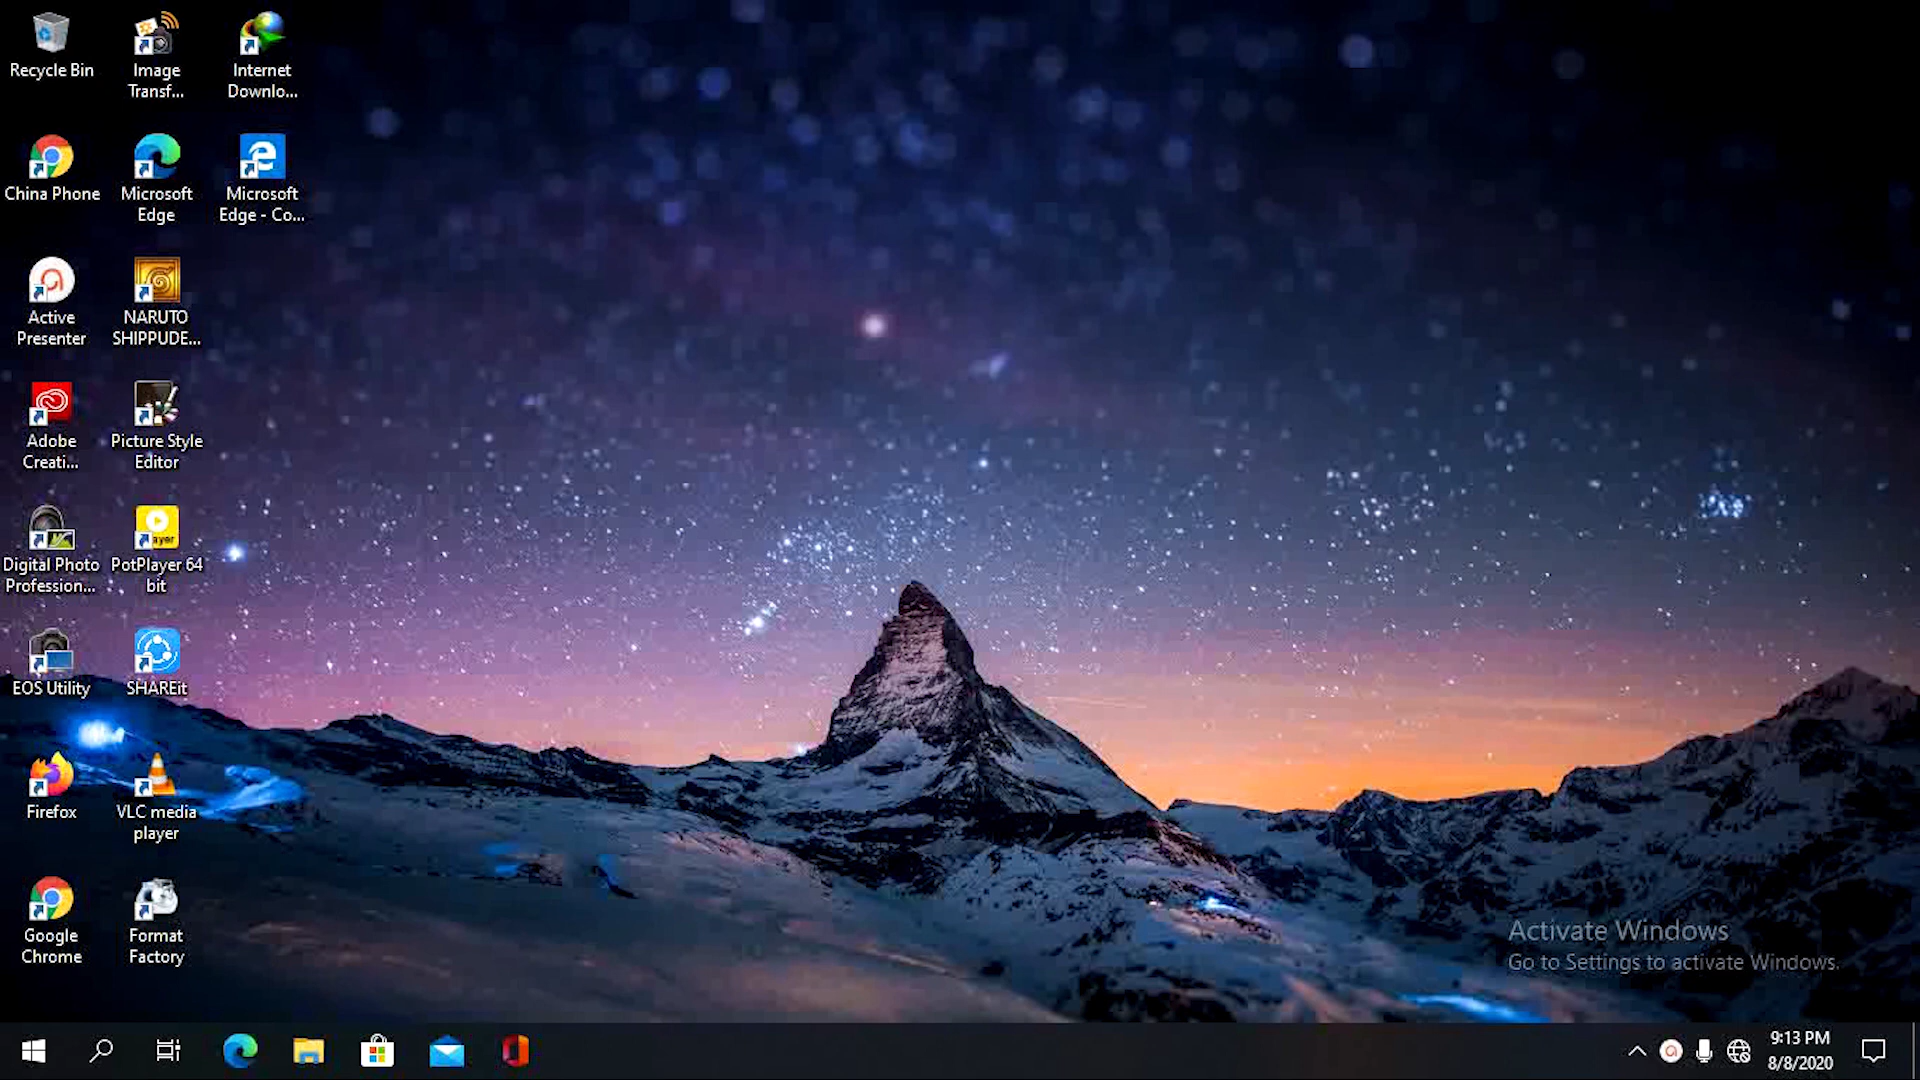 Recycle Bin
Image
Transf...
Internet
Downlo...
China Phone
Microsoft
Edge
Microsoft
Edge - Co...
Active
Presenter
NARUTO
SHIPPUDE...
Adobe
Creati...
Picture Style
Editor
Digital Photo
Profession...
PotPlayer 64
bit
EOS Utility
SHAREit
Firefox
VLC media
player
Google
Chrome
Format
Factory
Activate Windows
Go to Settings to activate Windows.
9:13 PM
8/8/2020